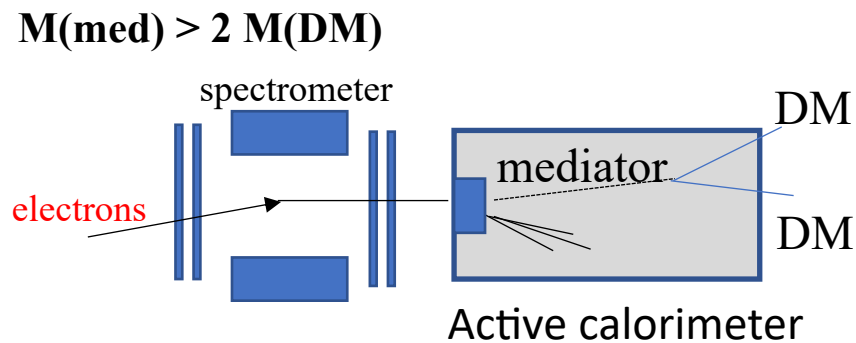 M(med) > 2 M(DM)
spectrometer
DM
mediator
electrons
DM
Active calorimeter